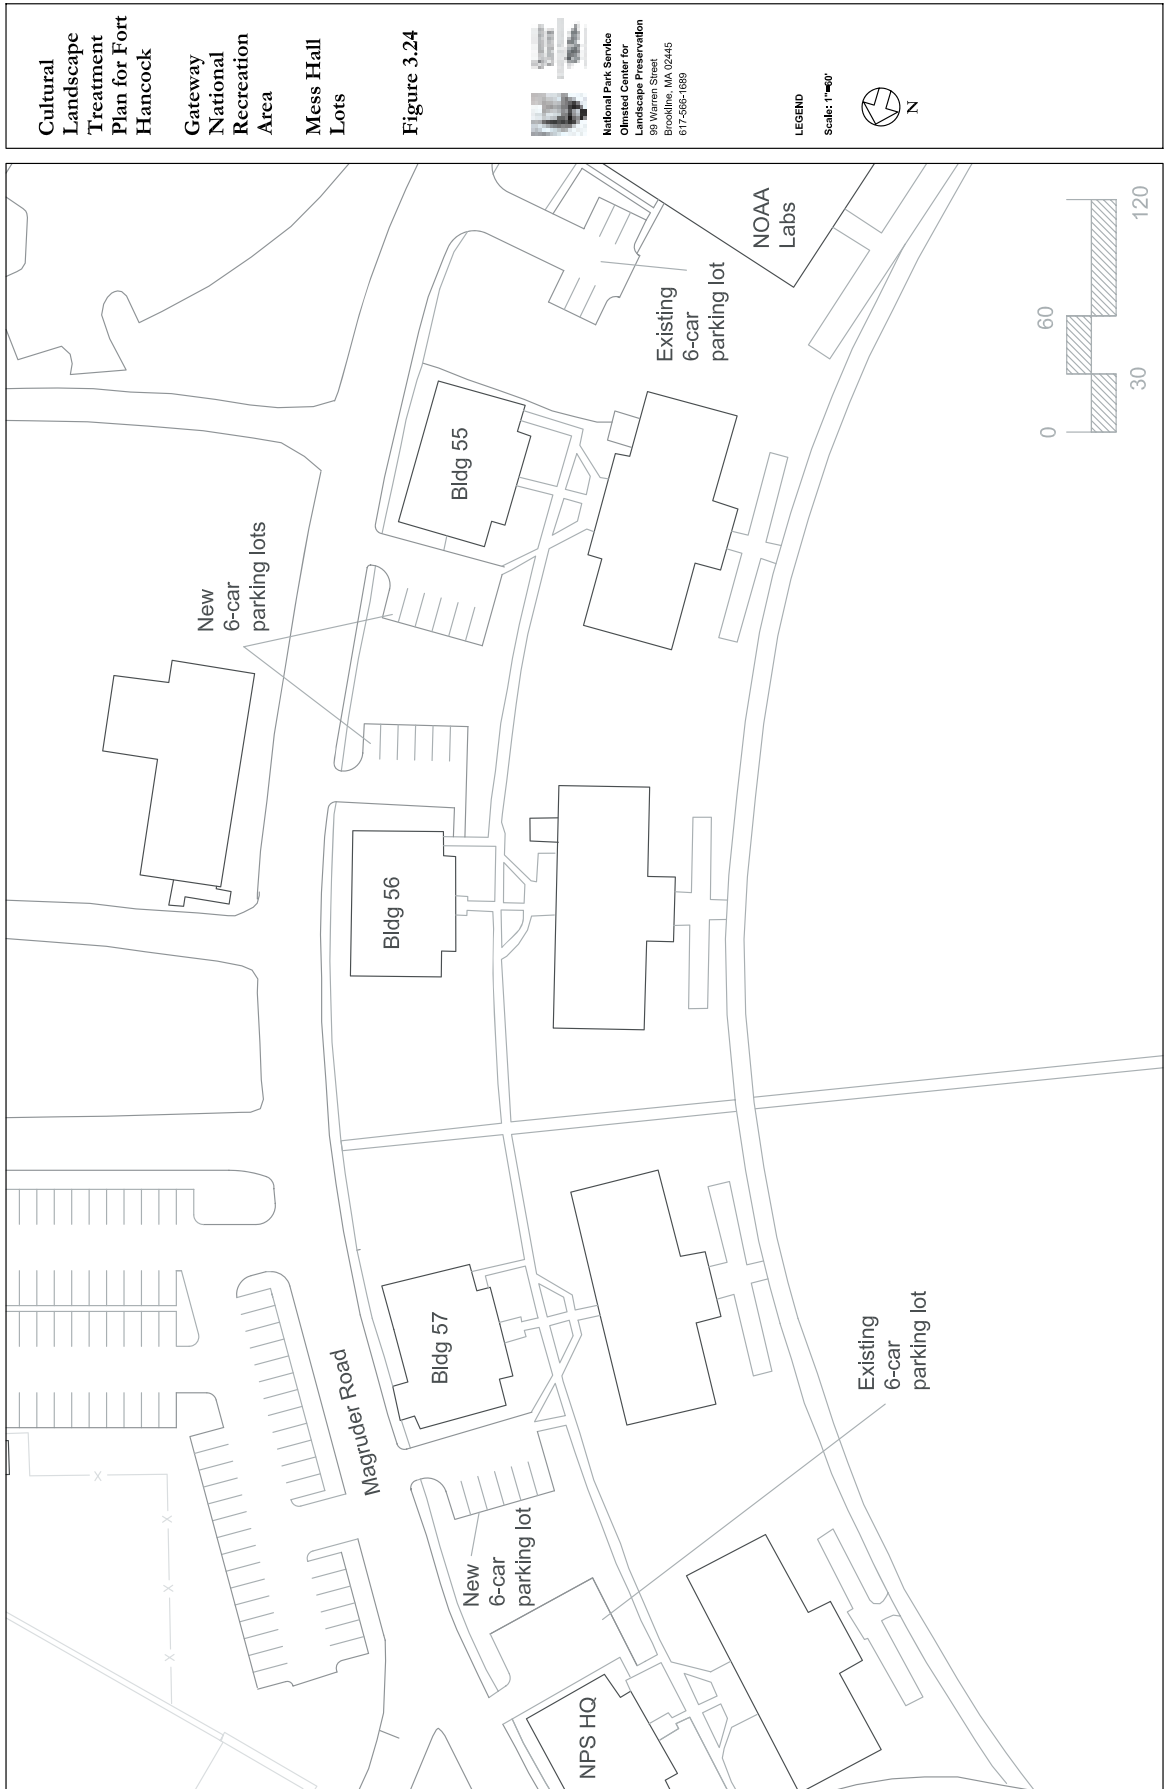 Cultural
Landscape
Treatment
Plan for Fort
Hancock
Gateway
National
Recreation
Area
Mess Hall
Lots
Figure 3.24
National Park Service
Olmsted Center for
Landscape Preservation
99 Warren Street
Brookline, MA 02445
617-566-1689
LEGEND
Scale: 1"=60'
N
NOAA
Labs
Existing
6-car
parking lot
Bldg 55
New
6-car
parking lots
Bldg 56
Bldg 57
Magruder Road
New
6-car
parking lot
Existing
6-car
parking lot
NPS HQ
X
X
X
X
0
30
60
120